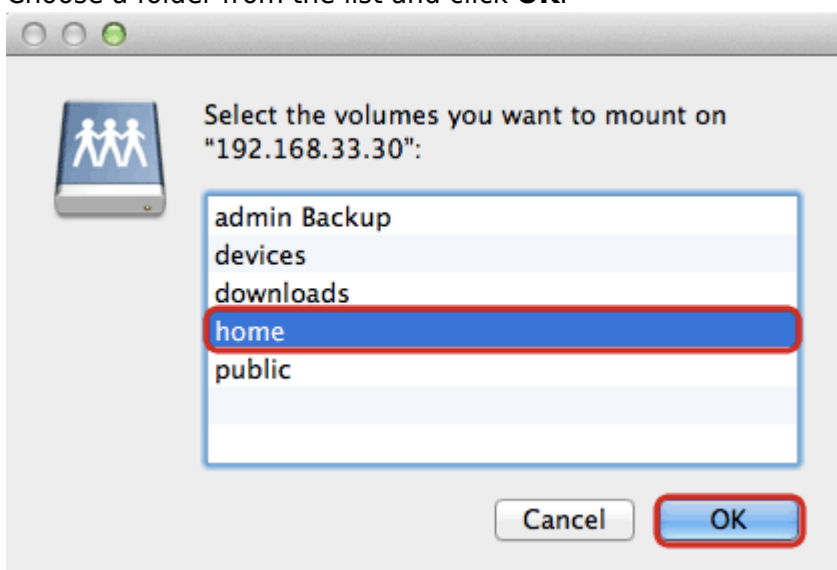 Choose a folder from the list and click OK.
Select the volumes you want to mount on
"192.168.33.30":
admin Backup
devices
downloads
home
public
Cancel
OK